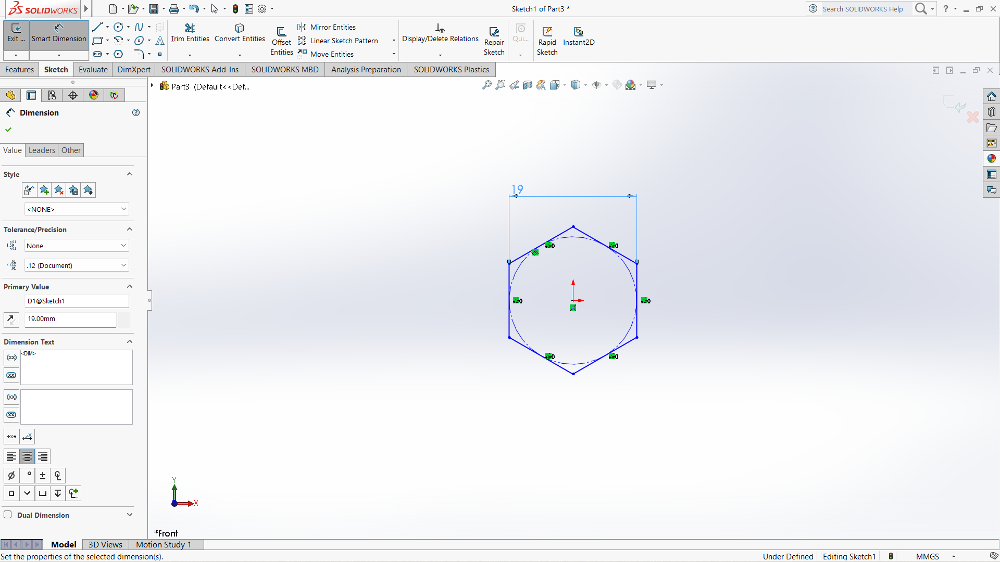 SOLIDWORKS
Sketch1 of Part3 *
Search SOLIDWORKS Help
Exit ...
Smart Dimension
Trim Entities
Convert Entities
Offset Entities
Mirror Entities
Linear Sketch Pattern
Move Entities
Display/Delete Relations
Repair Sketch
Qui...
Rapid Sketch
Instant2D
Features
Sketch
Evaluate
DimXpert
SOLIDWORKS Add-Ins
SOLIDWORKS MBD
Analysis Preparation
SOLIDWORKS Plastics
Part3 (Default<<Def...
Dimension
Value
Leaders
Other
Style
<NONE>
Tolerance/Precision
None
.12 (Document)
Primary Value
D1@Sketch1
19.00mm
Dimension Text
<DIM>
Dual Dimension
19
Y
X
*Front
Model
3D Views
Motion Study 1
Set the properties of the selected dimension(s).
Under Defined
Editing Sketch1
MMGS